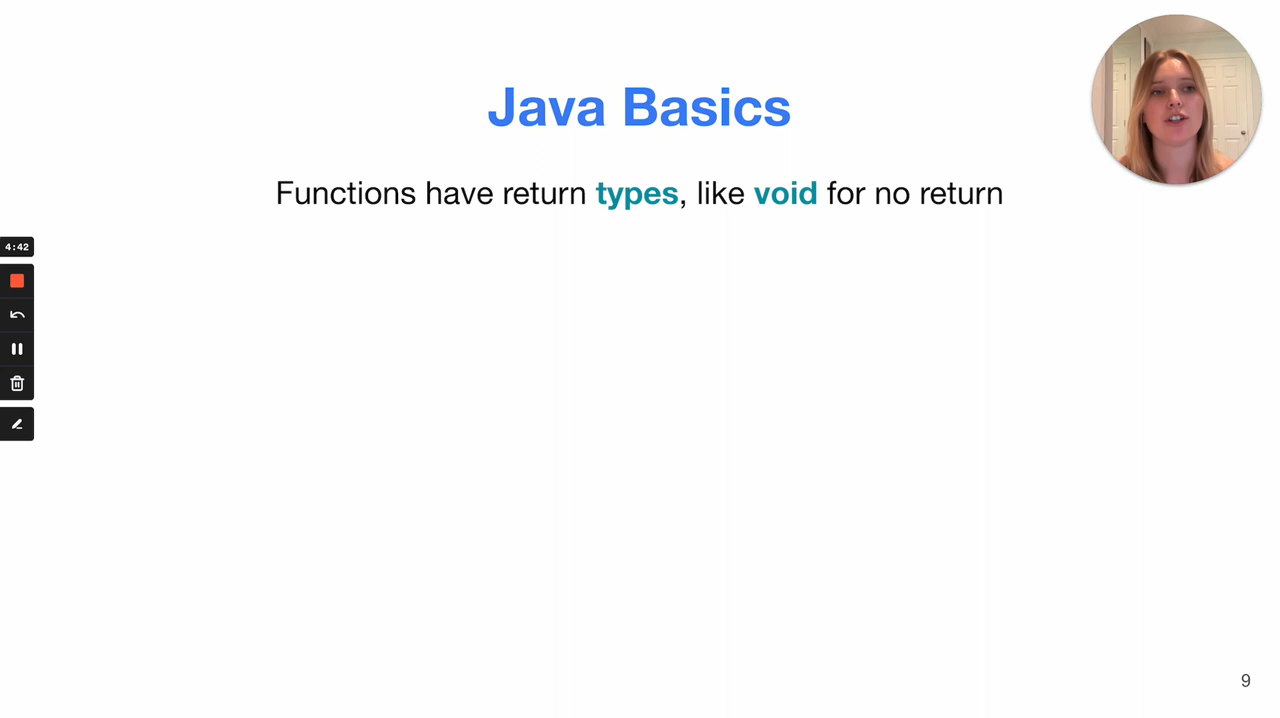 Java Basics
Functions have return types, like void for no return
4:42
9